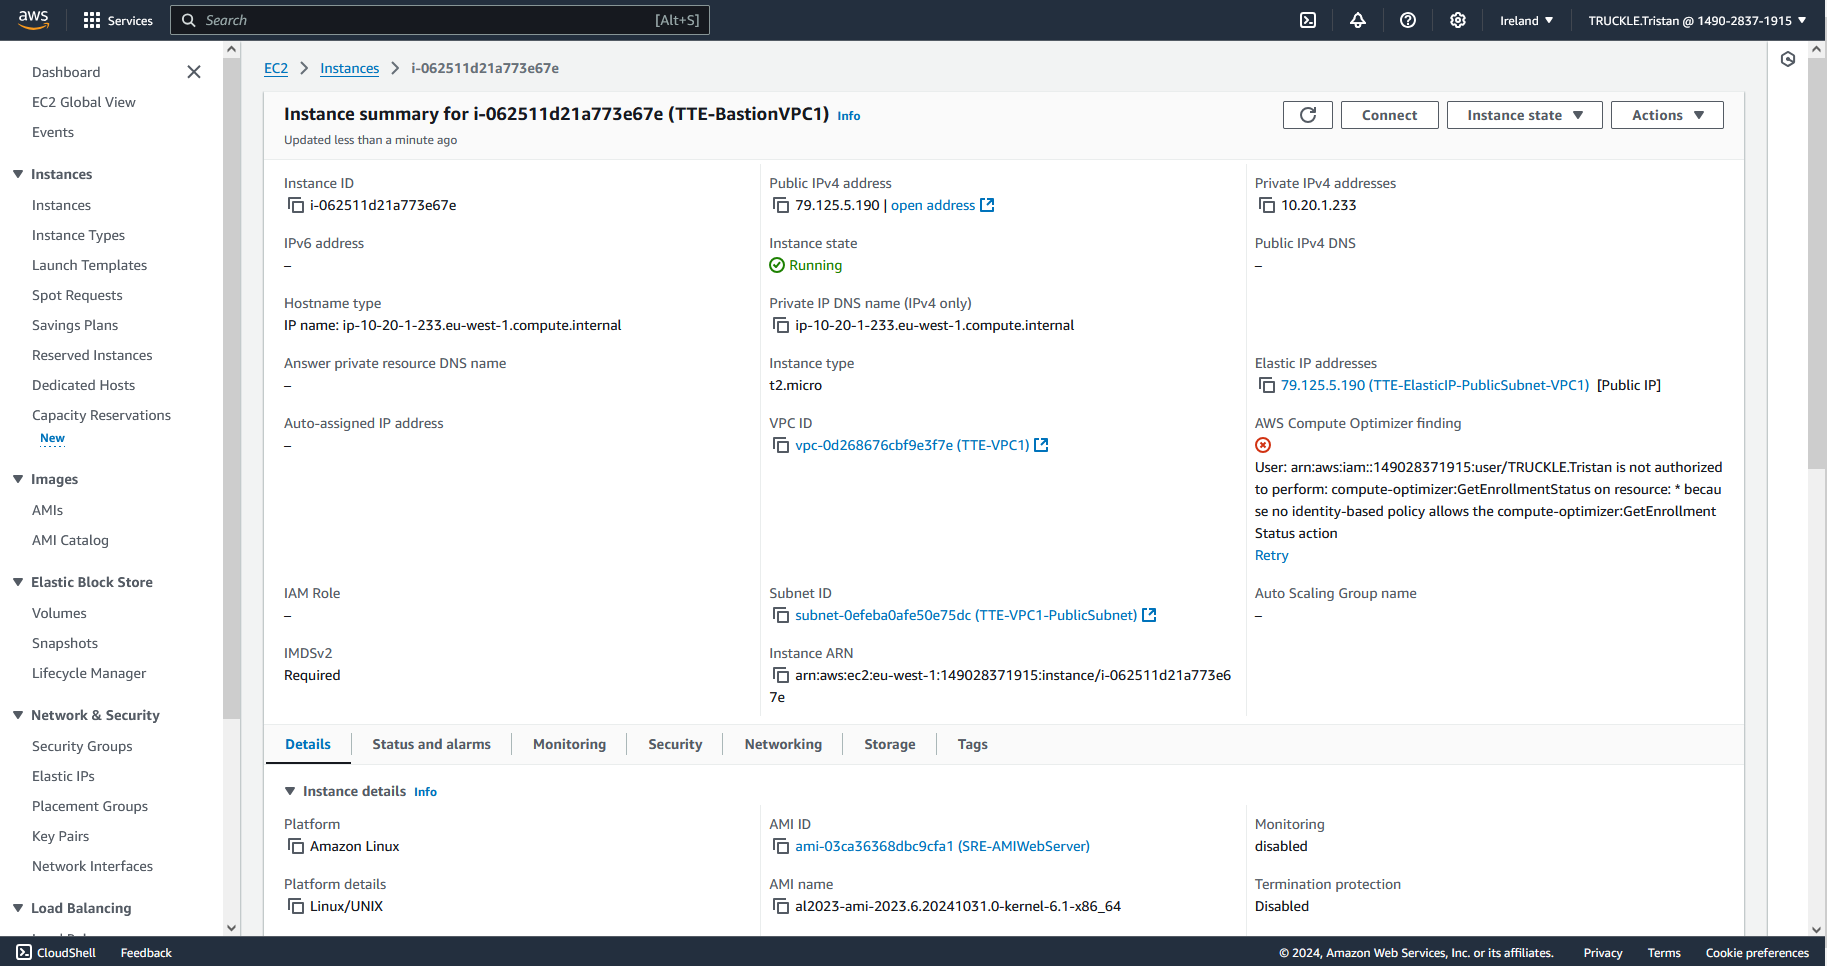 aws
Services
Search
[Alt+S]
Ireland
TRUCKLE.Tristan @ 1490-2837-1915
Dashboard
EC2 Global View
Events
Instances
Instances
Instance Types
Launch Templates
Spot Requests
Savings Plans
Reserved Instances
Dedicated Hosts
Capacity Reservations
New
Images
AMIs
AMI Catalog
Elastic Block Store
Volumes
Snapshots
Lifecycle Manager
Network & Security
Security Groups
Elastic IPs
Placement Groups
Key Pairs
Network Interfaces
Load Balancing
EC2 > Instances > i-062511d21a773e67e
Instance summary for i-062511d21a773e67e (TTE-BastionVPC1) Info
Updated less than a minute ago
Connect
Instance state
Actions
Instance ID
i-062511d21a773e67e
Public IPv4 address
79.125.5.190 | open address
Private IPv4 addresses
10.20.1.233
IPv6 address
–
Instance state
Running
Public IPv4 DNS
–
Hostname type
IP name: ip-10-20-1-233.eu-west-1.compute.internal
Private IP DNS name (IPv4 only)
ip-10-20-1-233.eu-west-1.compute.internal
Answer private resource DNS name
–
Instance type
t2.micro
Elastic IP addresses
79.125.5.190 (TTE-ElasticIP-PublicSubnet-VPC1) [Public IP]
Auto-assigned IP address
–
VPC ID
vpc-0d268676cbf9e3f7e (TTE-VPC1)
AWS Compute Optimizer finding
User: arn:aws:iam::149028371915:user/TRUCKLE.Tristan is not authorized
to perform: compute-optimizer:GetEnrollmentStatus on resource: * becau
se no identity-based policy allows the compute-optimizer:GetEnrollment
Status action
Retry
IAM Role
–
Subnet ID
subnet-0efeba0afe50e75dc (TTE-VPC1-PublicSubnet)
Auto Scaling Group name
–
IMDSv2
Required
Instance ARN
arn:aws:ec2:eu-west-1:149028371915:instance/i-062511d21a773e6
7e
Details
Status and alarms
Monitoring
Security
Networking
Storage
Tags
Instance details Info
Platform
Amazon Linux
AMI ID
ami-03ca36368dbc9cfa1 (SRE-AMIWebServer)
Monitoring
disabled
Platform details
Linux/UNIX
AMI name
al2023-ami-2023.6.20241031.0-kernel-6.1-x86_64
Termination protection
Disabled
CloudShell
Feedback
© 2024, Amazon Web Services, Inc. or its affiliates.
Privacy
Terms
Cookie preferences